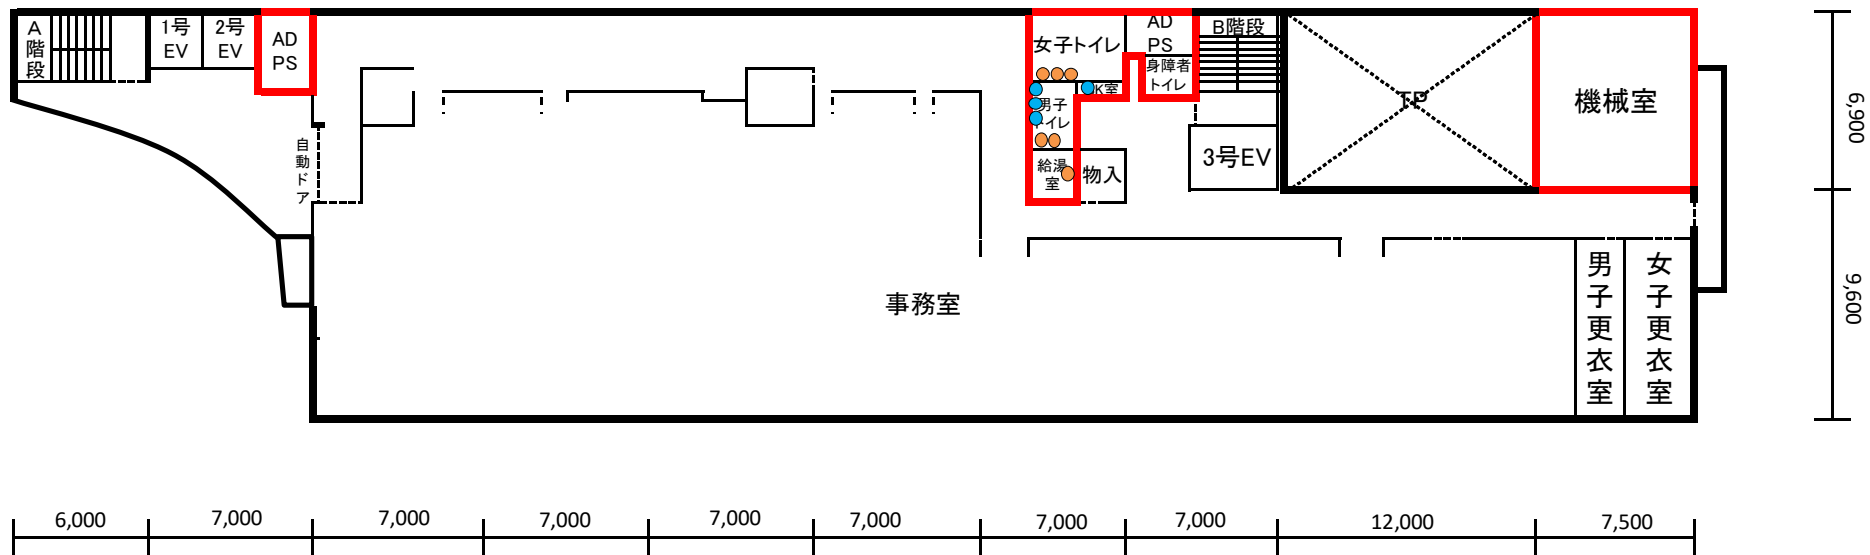 A階段
1号
EV
2号
EV
AD
PS
女子トイレ
AD
PS
身障者
トイレ
B階段
TP
機械室
K室
男子
トイレ
給湯
室
物入
3号EV
自動ドア
事務室
男子更衣室
女子更衣室
6,900
9,600
6,000
7,000
7,000
7,000
7,000
7,000
7,000
7,000
12,000
7,500